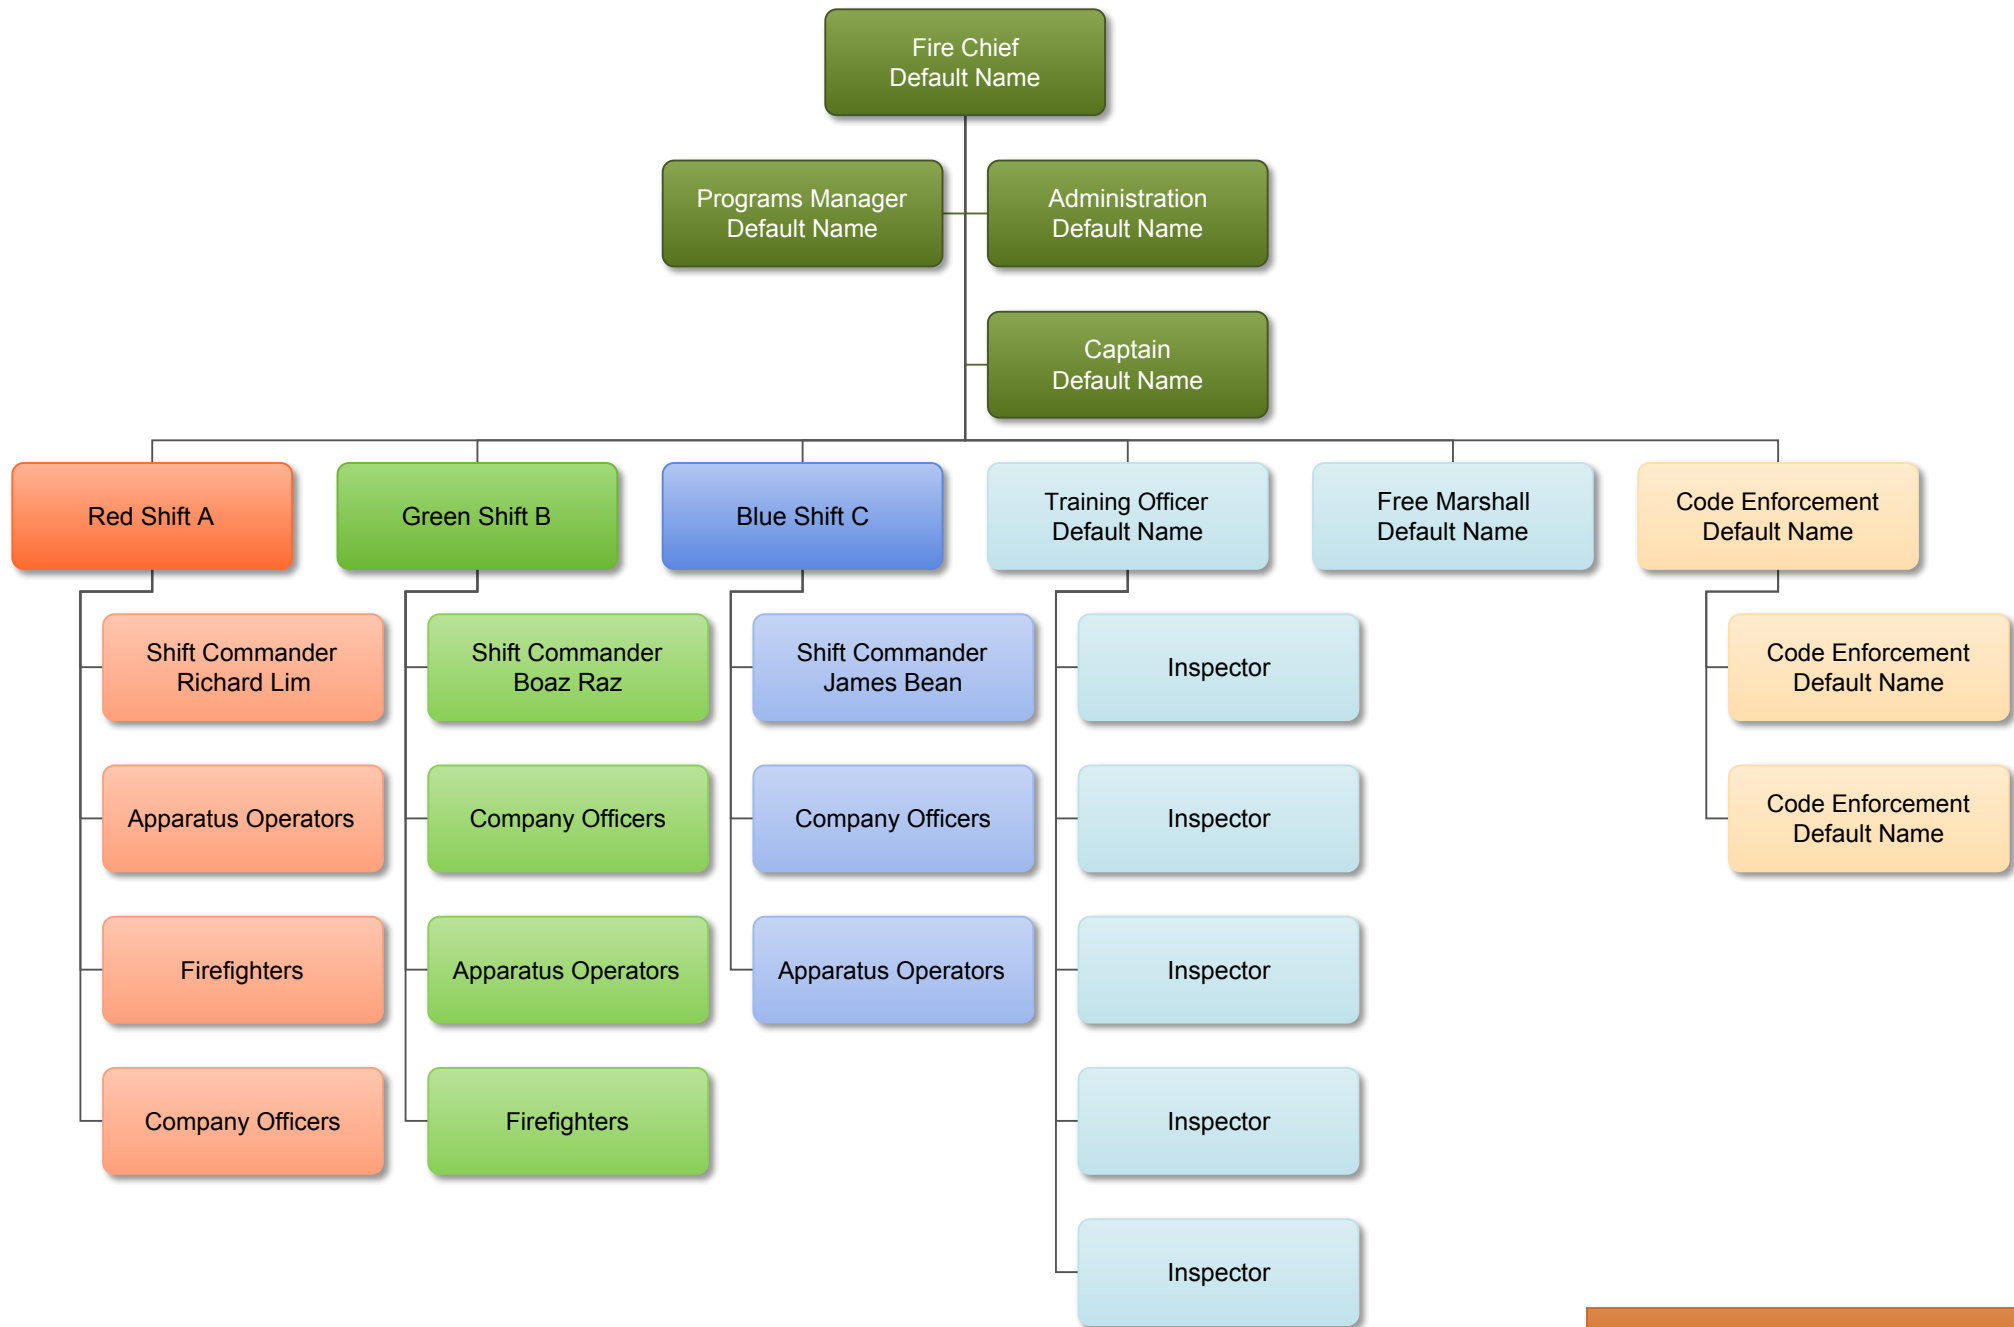 Fire Chief
Default Name
Programs Manager
Default Name
Administration
Default Name
Captain
Default Name
Red Shift A
Green Shift B
Blue Shift C
Training Officer
Default Name
Free Marshall
Default Name
Code Enforcement
Default Name
Shift Commander
Richard Lim
Apparatus Operators
Firefighters
Company Officers
Shift Commander
Boaz Raz
Company Officers
Apparatus Operators
Firefighters
Shift Commander
James Bean
Company Officers
Apparatus Operators
Inspector
Inspector
Inspector
Inspector
Inspector
Code Enforcement
Default Name
Code Enforcement
Default Name